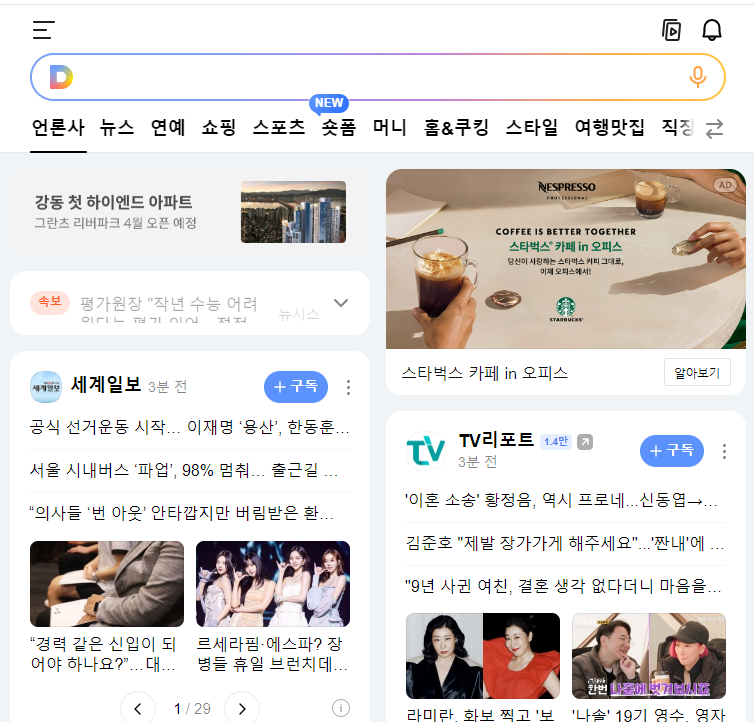 D
NEW
언론사 뉴스 연예 쇼핑 스포츠 숏폼 머니 홈&쿠킹 스타일 여행맛집 직장
강동 첫 하이엔드 아파트
그란츠 리버파크 4월 오픈 예정
속보
평가원장 "작년 수능 어려
뉴시스
세계일보
세계일보 3분 전
+ 구독
공식 선거운동 시작… 이재명 ‘용산’, 한동훈…
서울 시내버스 ‘파업’, 98% 멈춰… 출근길 …
“의사들 ‘번 아웃’ 안타깝지만 버림받은 환…
“경력 같은 신입이 되
어야 하나요?”…대…
르세라핌·에스파? 장
병들 휴일 브런치데…
1 / 29
NESPRESSO
PROFESSIONAL
AD
COFFEE IS BETTER TOGETHER
스타벅스® 카페 in 오피스
당신이 사랑하는 스타벅스 커피 그대로,
이제 오피스에서!
STARBUCKS®
스타벅스 카페 in 오피스
알아보기
TV
TV리포트 1.4만
3분 전
+ 구독
'이혼 소송' 황정음, 역시 프로네…신동엽→…
김준호 "제발 장가가게 해주세요"…'짠내'에 …
"9년 사귄 여친, 결혼 생각 없다더니 마음을…
한번 나중에 벗겨보시죠
라미란, 화보 찍고 '보
'나솔' 19기 영수, 영자